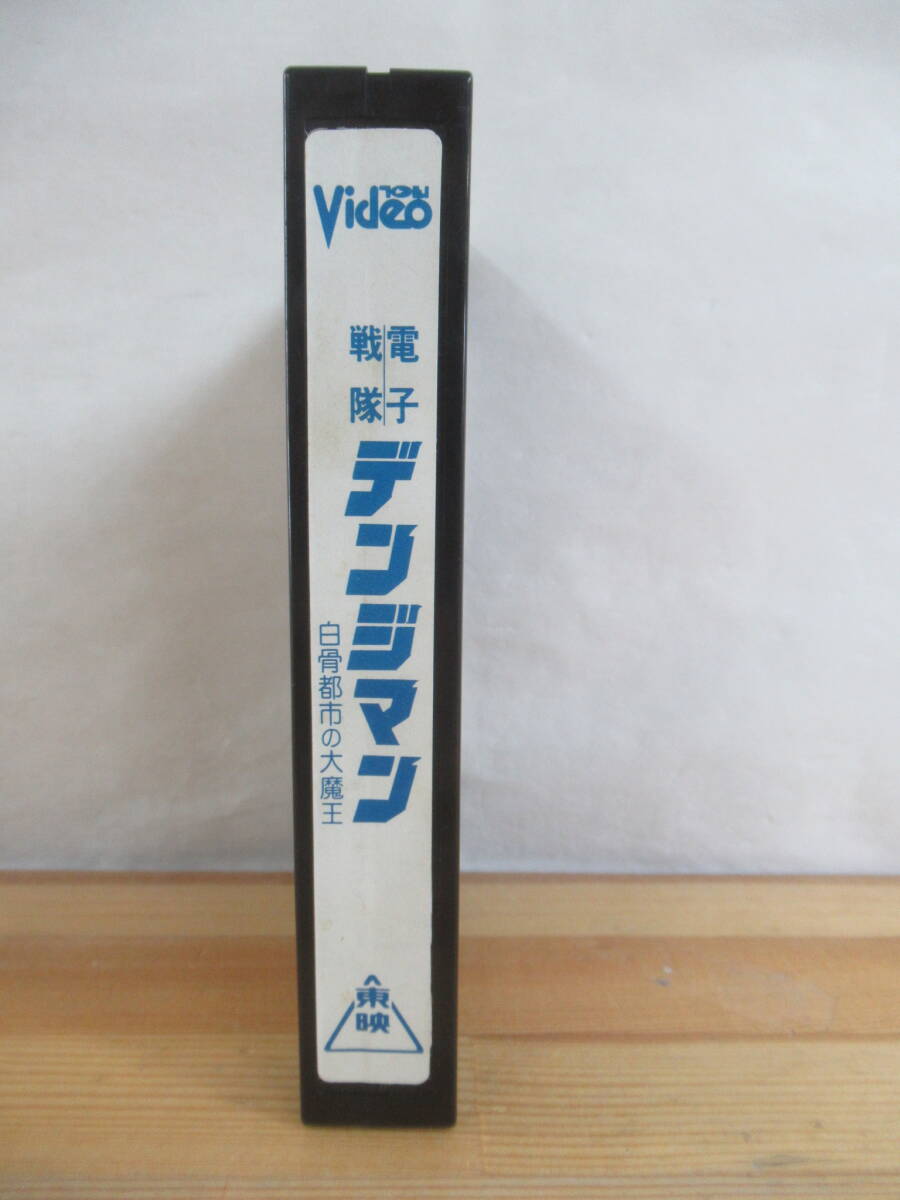 Video
電子
戦隊
デンジマン
白骨都市の大魔王
東映